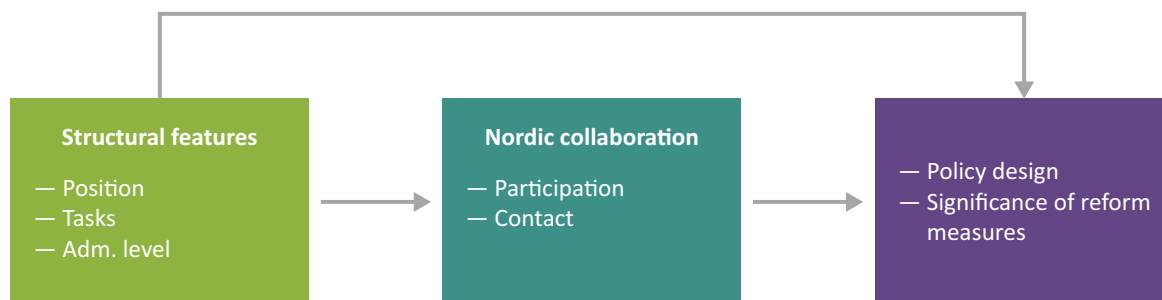 Structural features
— Position
— Tasks
— Adm. level
Nordic collaboration
— Participation
— Contact
— Policy design
— Significance of reform
measures